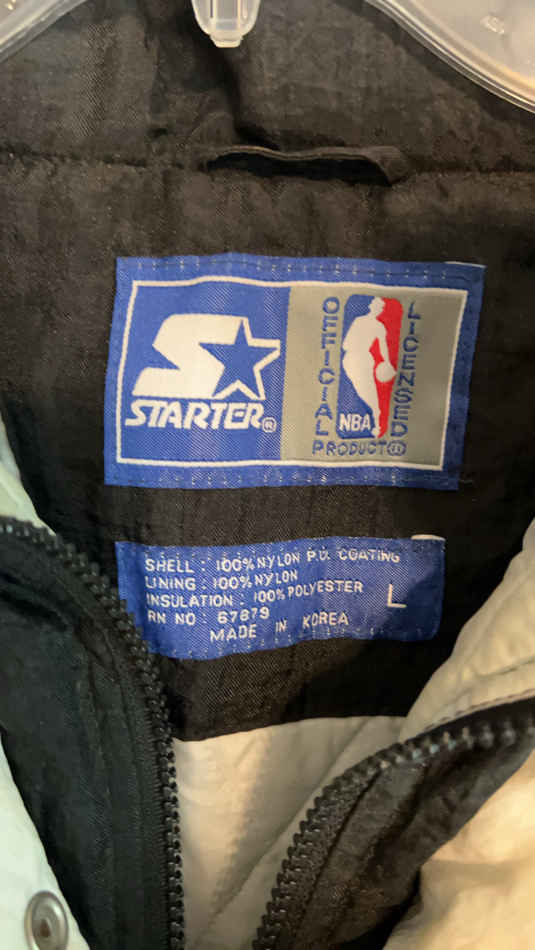 STARTER®
OFFICIAL
LICENSED
NBA
PRODUCT
SHELL : 100% NYLON P.U. COATING
LINING : 100% NYLON
INSULATION : 100% POLYESTER
L
RN NO : 67879
MADE IN KOREA